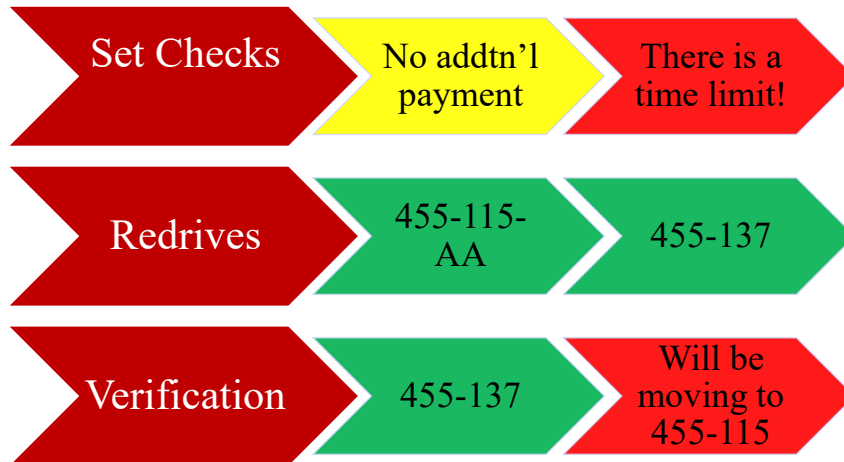 Set Checks
No addtn’l
payment
There is a
time limit!
Redrives
455-115-
AA
455-137
Verification
455-137
Will be
moving to
455-115